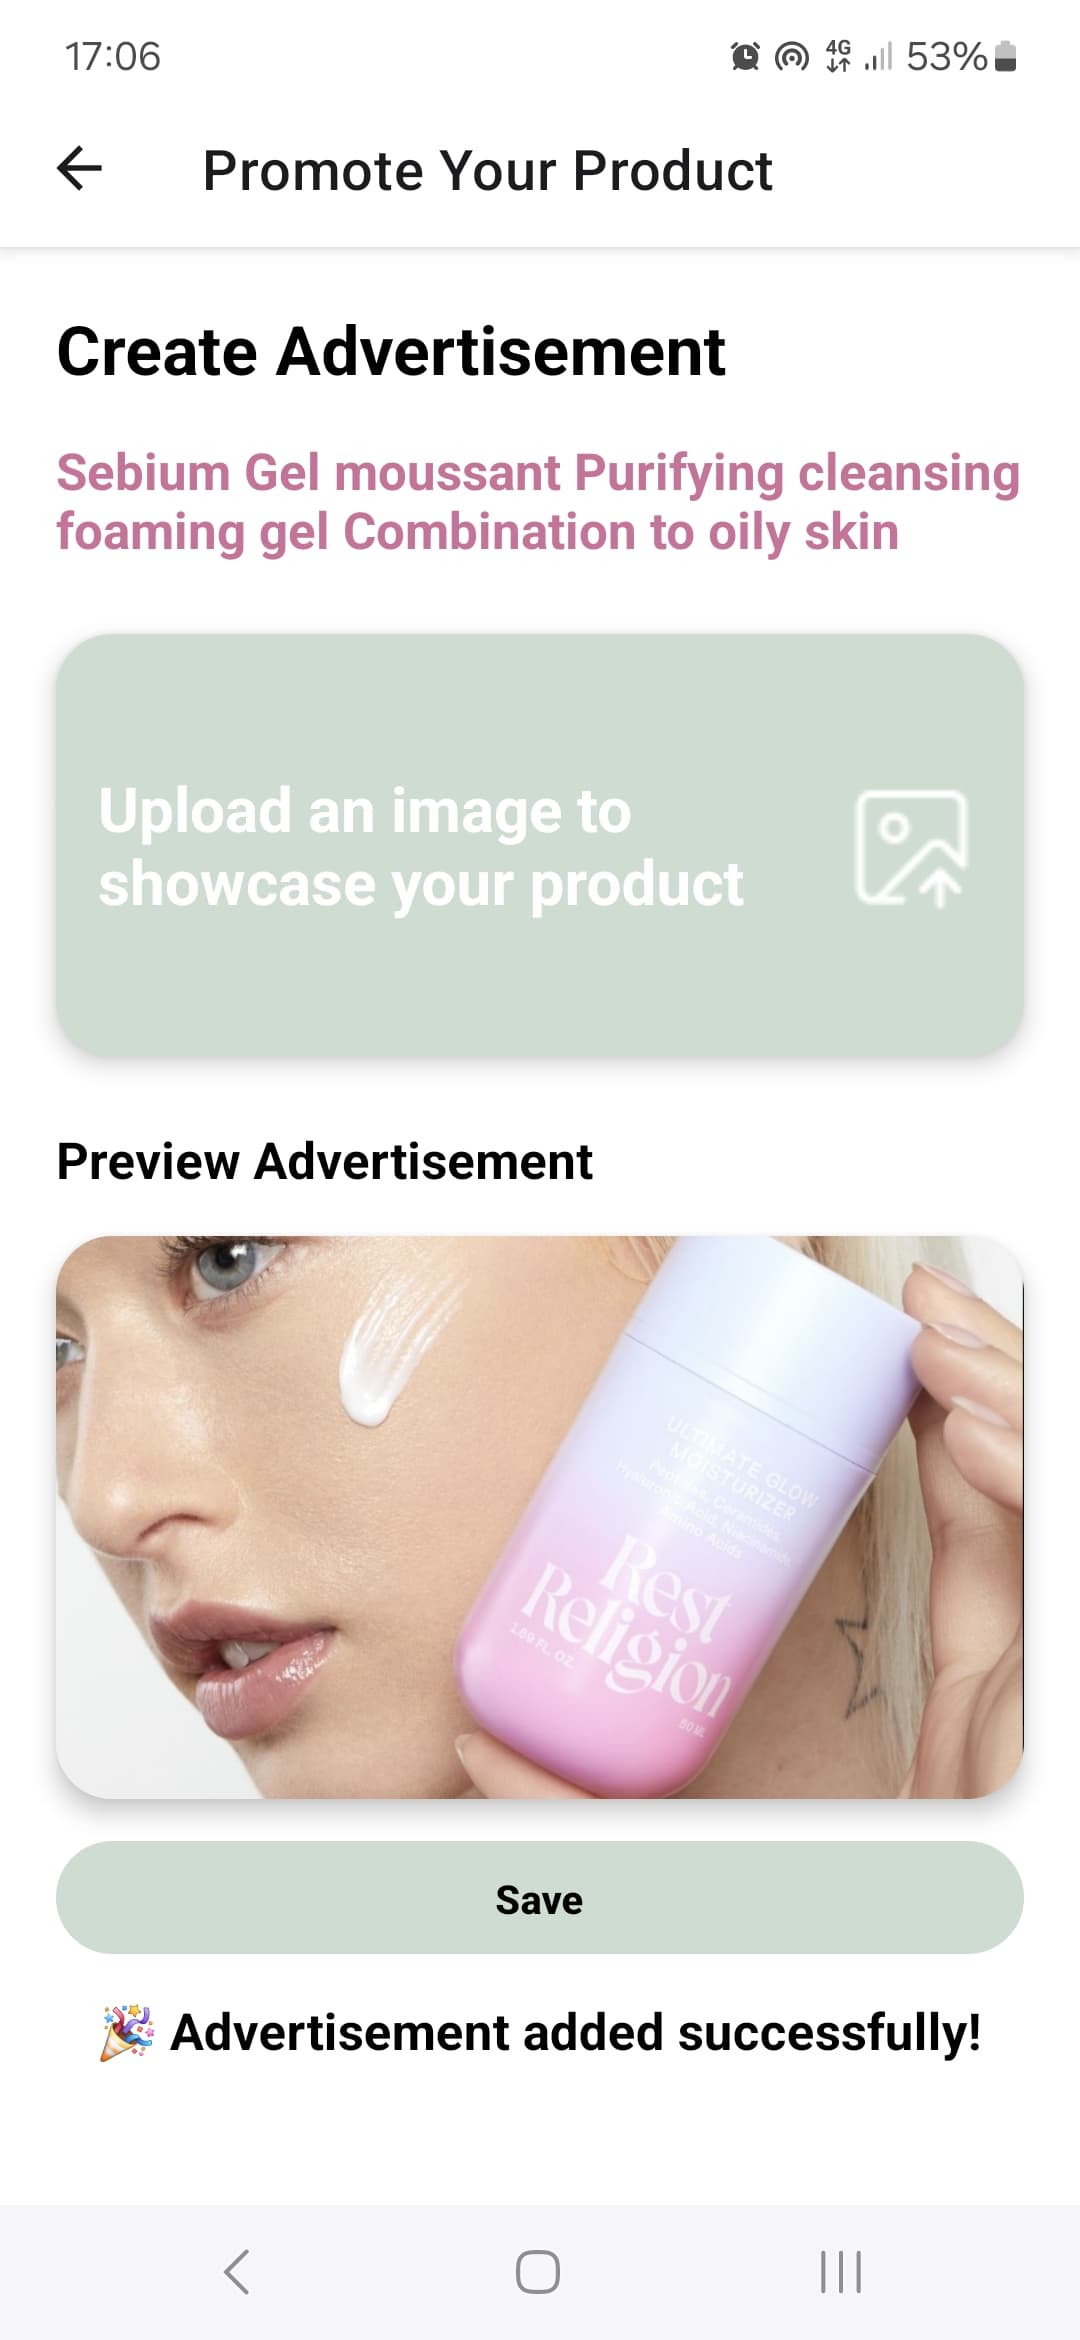 17:06
4G
53%
Promote Your Product
Create Advertisement
Sebium Gel moussant Purifying cleansing
foaming gel Combination to oily skin
Upload an image to
showcase your product
Preview Advertisement
ULTIMATE GLOW
MOISTURIZER
Peptides, Ceramides,
Hyaluronic Acid, Niacinamide,
Amino Acids
Rest
Religion
1.69 FL. OZ.
50 ML
Save
🎉 Advertisement added successfully!